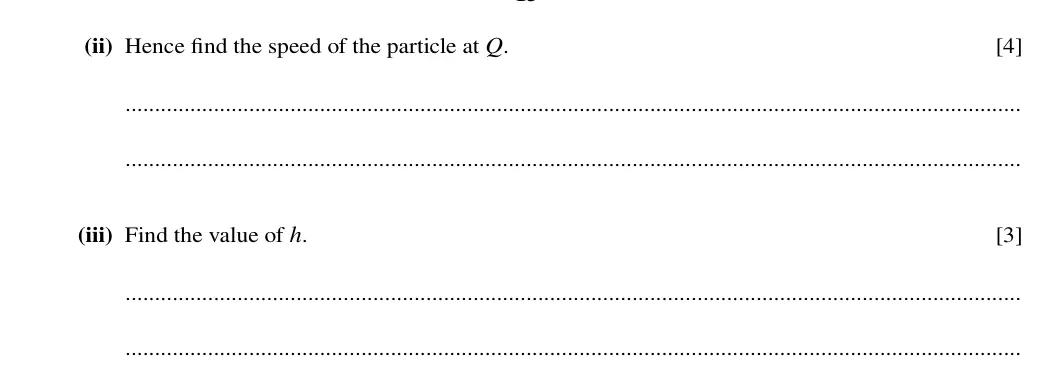 (ii) Hence find the speed of the particle at Q. [4]
(iii) Find the value of h. [3]